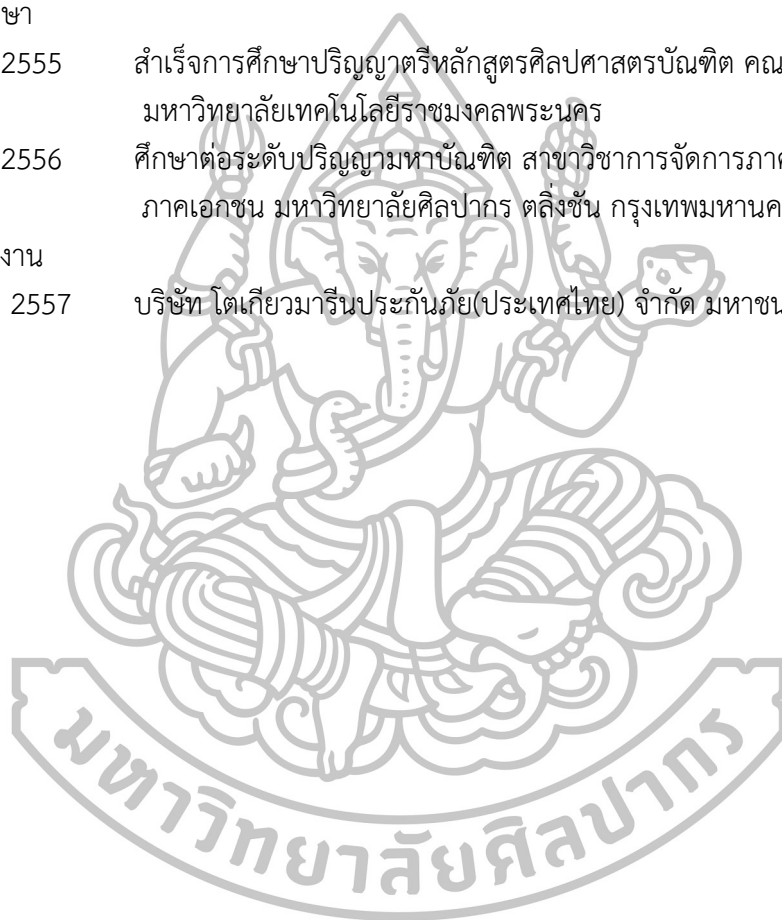 ษา
2555 สำเร็จการศึกษาปริญญาตรีหลักสูตรศิลปศาสตรบัณฑิต คณ
มหาวิทยาลัยเทคโนโลยีราชมงคลพระนคร
2556 ศึกษาต่อระดับปริญญามหาบัณฑิต สาขาวิชาการจัดการภาค
ภาคเอกชน มหาวิทยาลัยศิลปากร ตลิ่งชัน กรุงเทพมหานค
งาน
2557 บริษัท โตเกียวมารีนประกันภัย(ประเทศไทย) จำกัด มหาชน
มหาวิทยาลัยศิลปากร